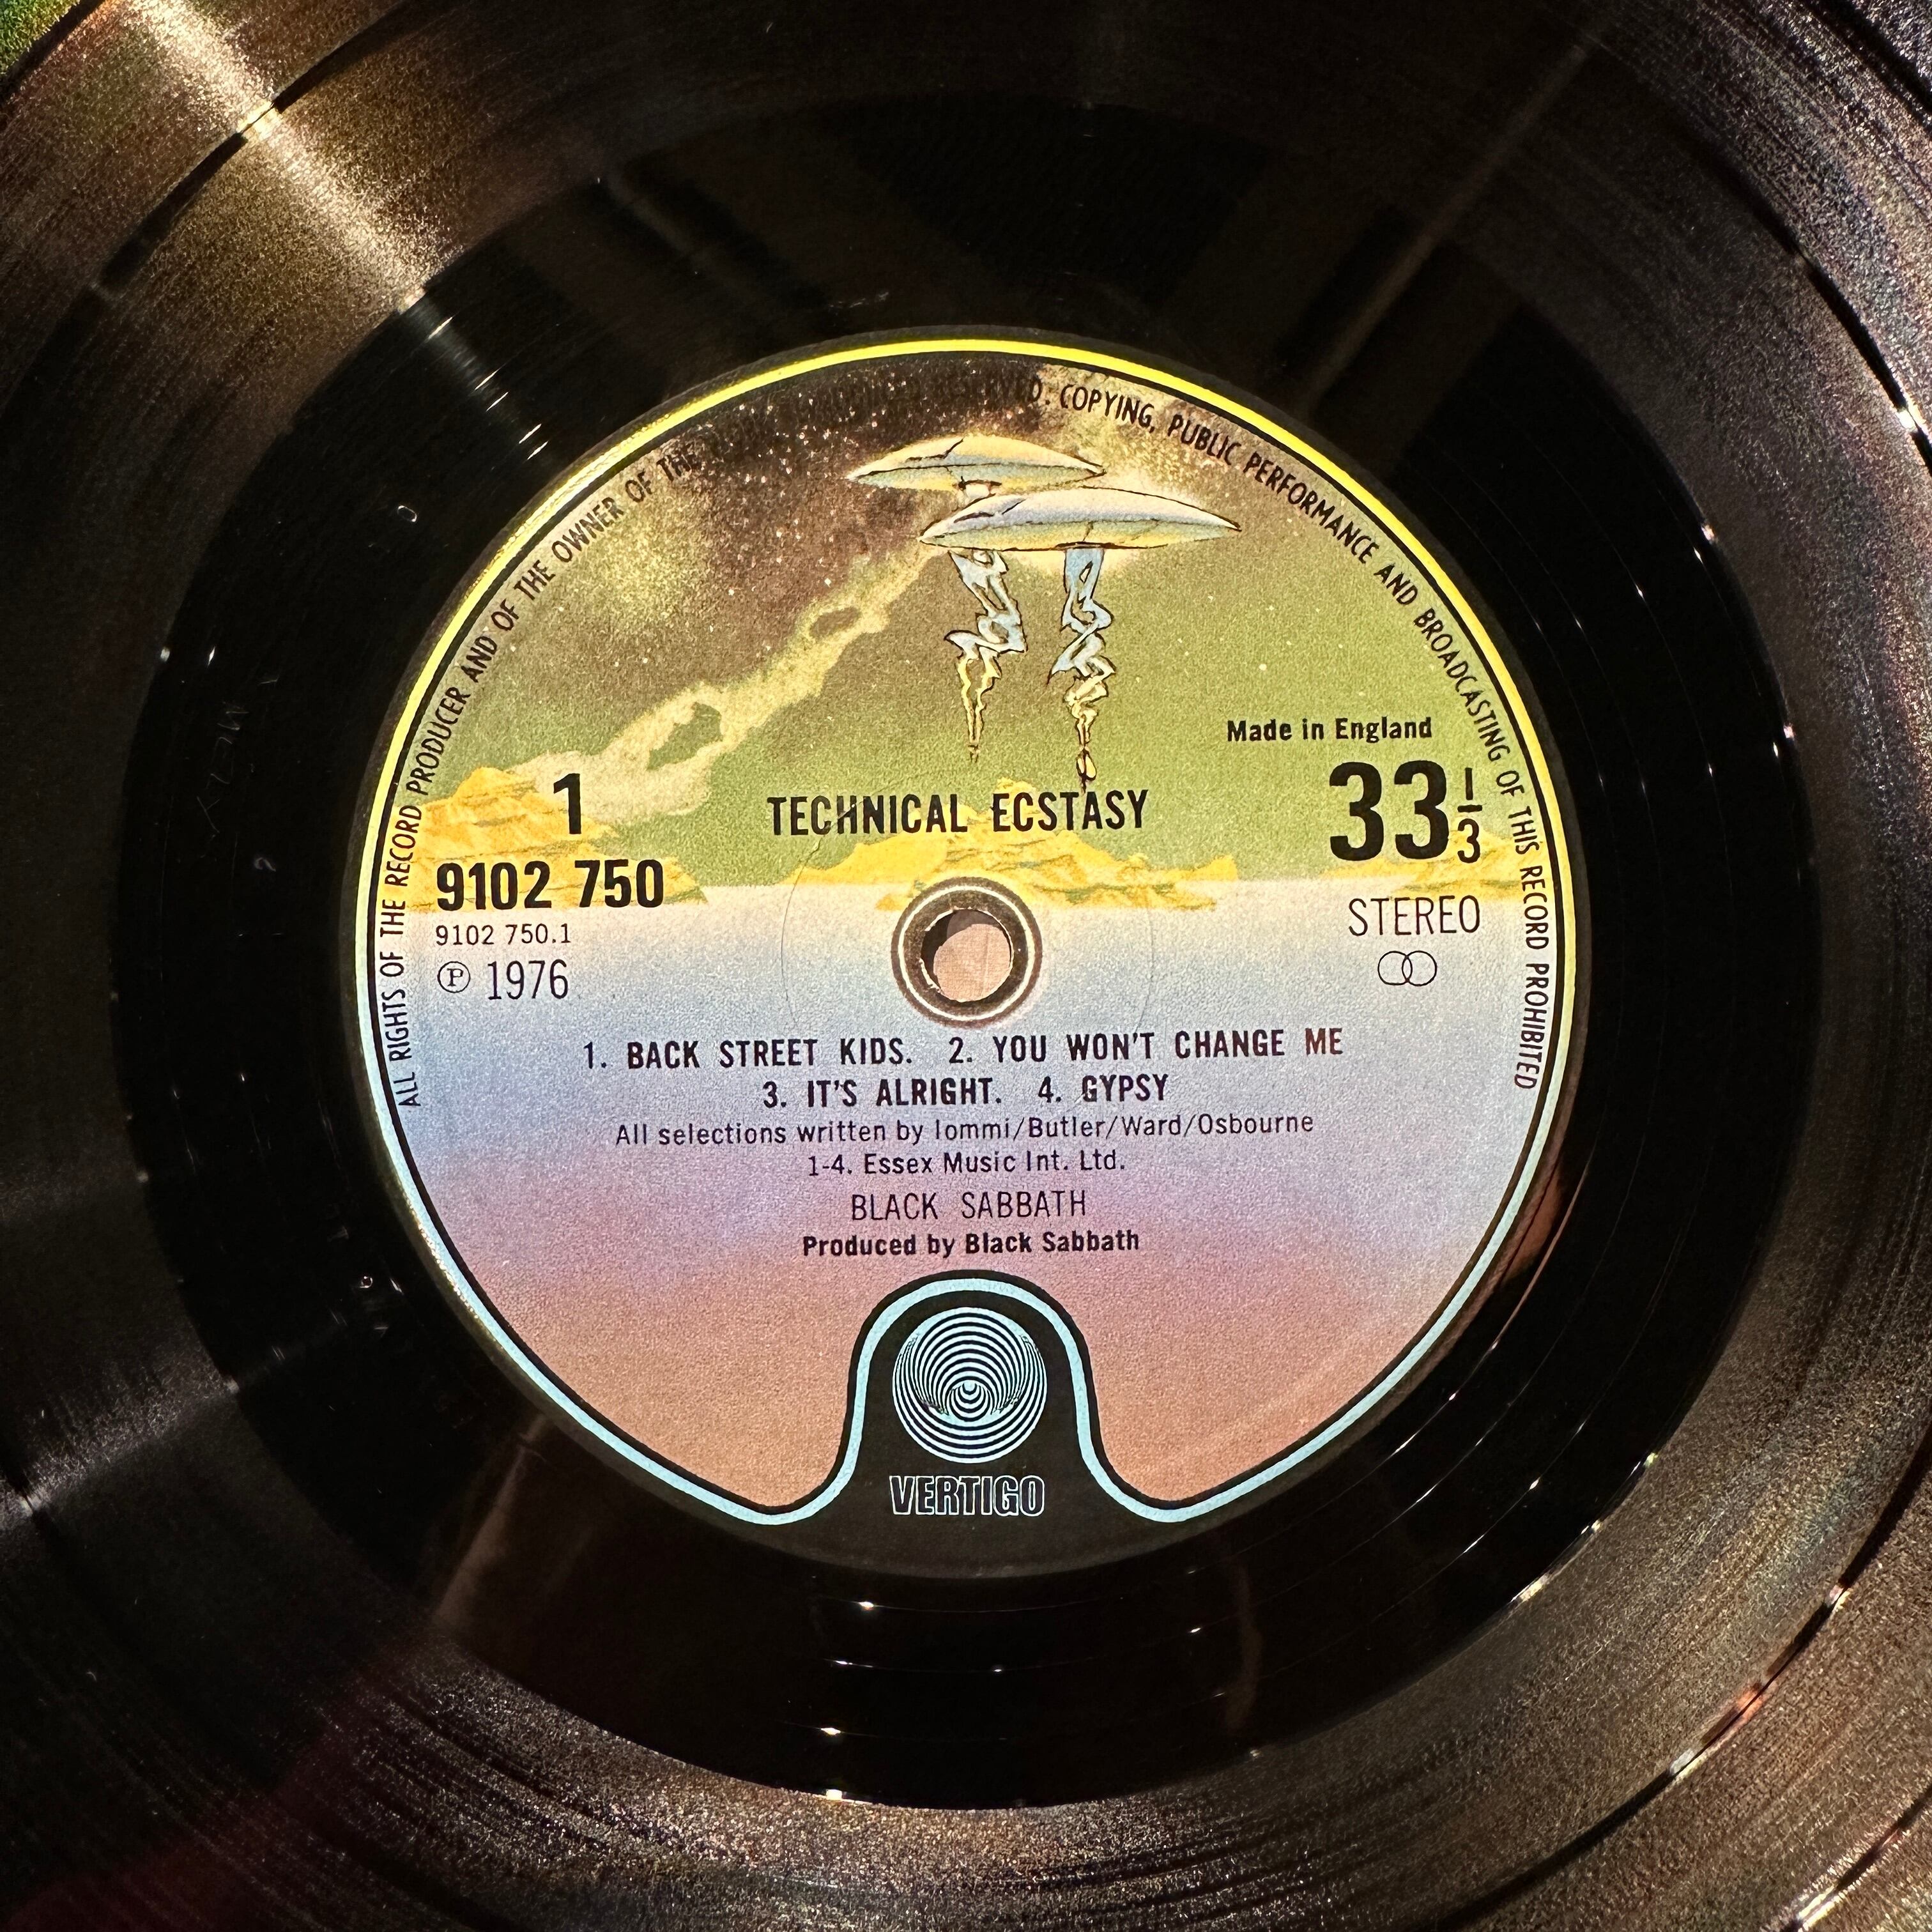 ALL RIGHTS OF THE RECORD PRODUCER AND OF THE OWNER OF THE RESERVED: COPYING, PUBLIC PERFORMANCE AND BROADCASTING OF THIS RECORD PROHIBITED
Made in England
1
TECHNICAL ECSTASY
33 1/3
9102 750
9102 750.1
STEREO
Ⓟ 1976
1. BACK STREET KIDS. 2. YOU WON'T CHANGE ME
3. IT'S ALRIGHT. 4. GYPSY
All selections written by Iommi/Butler/Ward/Osbourne
1-4. Essex Music Int. Ltd.
BLACK SABBATH
Produced by Black Sabbath
VERTIGO